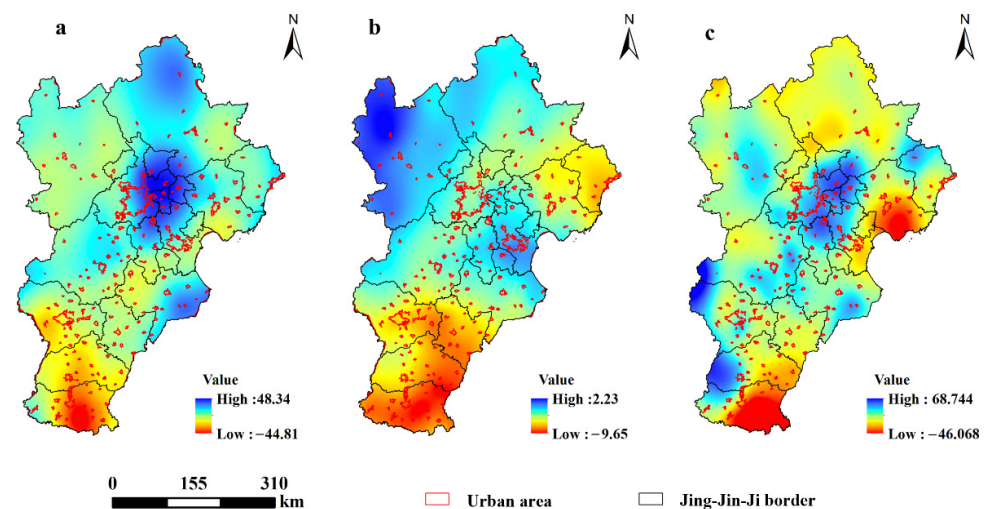 a
N
b
N
c
N
Value
High :48.34
Low : −44.81
Value
High :2.23
Low : −9.65
Value
High : 68.744
Low : −46.068
0 155 310
km
Urban area
Jing-Jin-Ji border